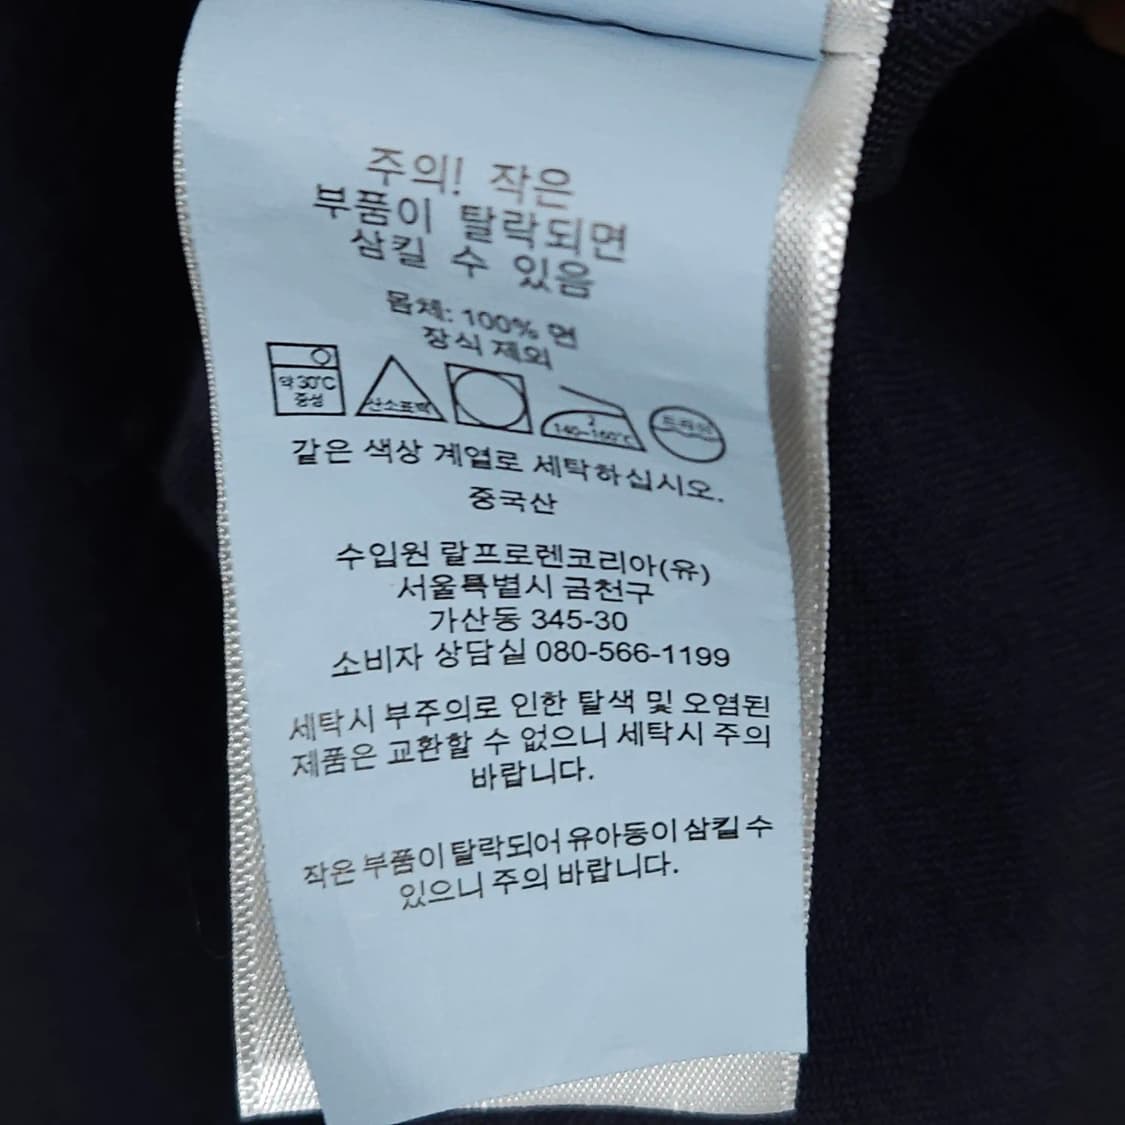 주의! 작은
부품이 탈락되면
삼킬 수 있음
몸체: 100% 면
장식 제외
약 30℃
중성
산소표백
2
140~160℃
드라이
같은 색상 계열로 세탁하십시오.
중국산
수입원 랄프로렌코리아(유)
서울특별시 금천구
가산동 345-30
소비자 상담실 080-566-1199
세탁시 부주의로 인한 탈색 및 오염된
제품은 교환할 수 없으니 세탁시 주의
바랍니다.
작은 부품이 탈락되어 유아동이 삼킬 수
있으니 주의 바랍니다.